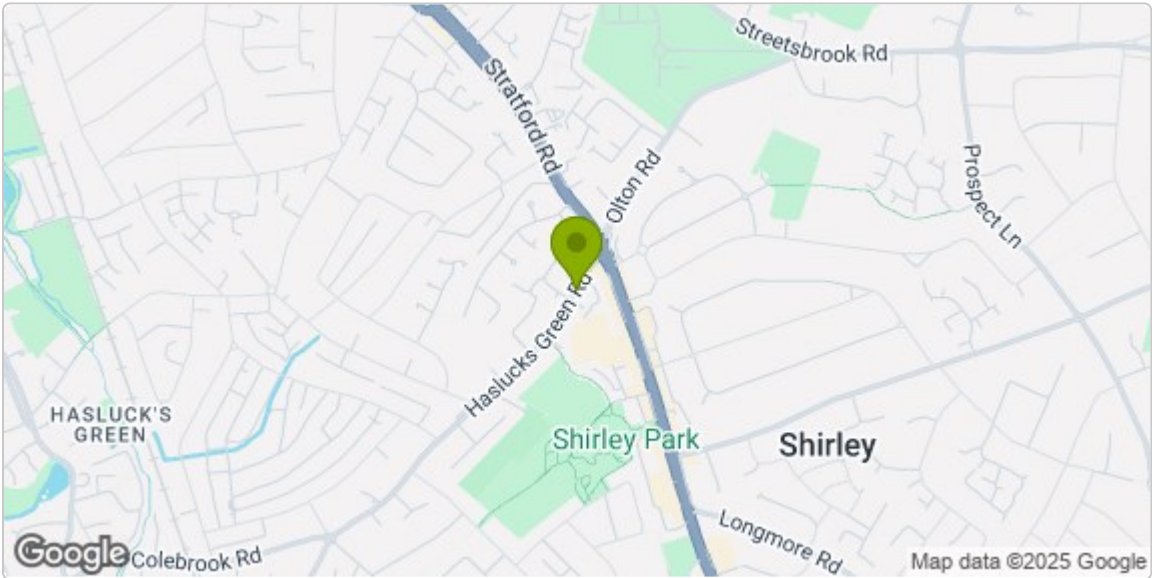 Streetsbrook Rd
Stratford Rd
Olton Rd
Prospect Ln
Haslucks Green Rd
HASLUCK'S
GREEN
Shirley Park
Shirley
Longmore Rd
Google
Colebrook Rd
Map data ©2025 Google